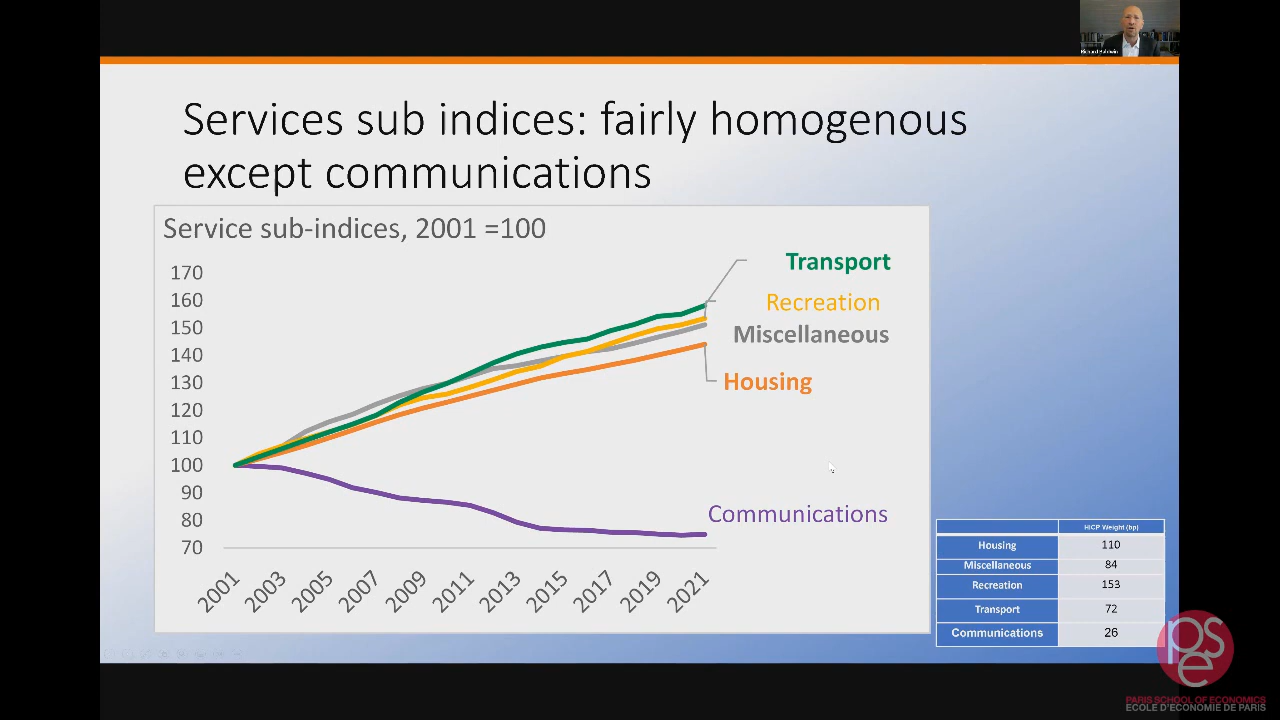 Richard Baldwin
Services sub indices: fairly homogenous
except communications
Service sub-indices, 2001 =100
170
160
150
140
130
120
110
100
90
80
70
2001
2003
2005
2007
2009
2011
2013
2015
2017
2019
2021
Transport
Recreation
Miscellaneous
Housing
Communications
HICP Weight (bp)
Housing 110
Miscellaneous 84
Recreation 153
Transport 72
Communications 26
pse
PARIS SCHOOL OF ECONOMICS
ECOLE D'ECONOMIE DE PARIS